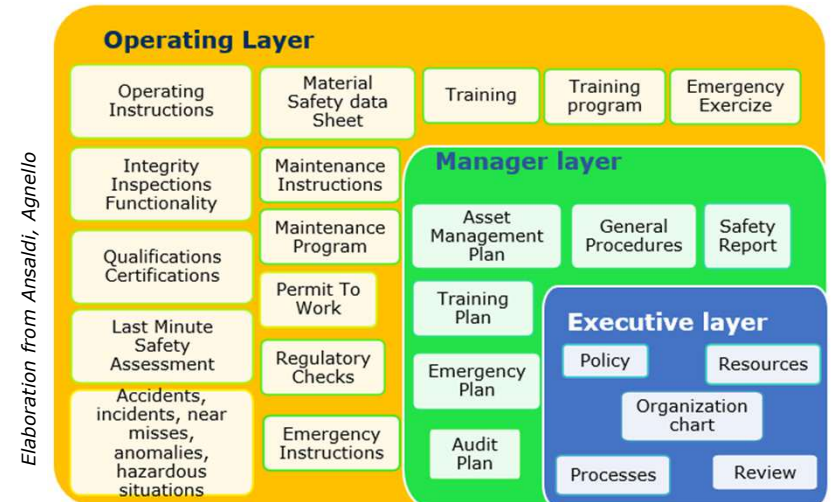 Elaboration from Ansaldi, Agnello
Operating Layer
Operating
Instructions
Material
Safety data
Sheet
Training
Training
program
Emergency
Exercize
Integrity
Inspections
Functionality
Maintenance
Instructions
Maintenance
Program
Qualifications
Certifications
Permit To
Work
Last Minute
Safety
Assessment
Regulatory
Checks
Accidents,
incidents, near
misses,
anomalies,
hazardous
situations
Emergency
Instructions
Manager layer
Asset
Management
Plan
General
Procedures
Safety
Report
Training
Plan
Emergency
Plan
Audit
Plan
Executive layer
Policy
Resources
Organization
chart
Processes
Review